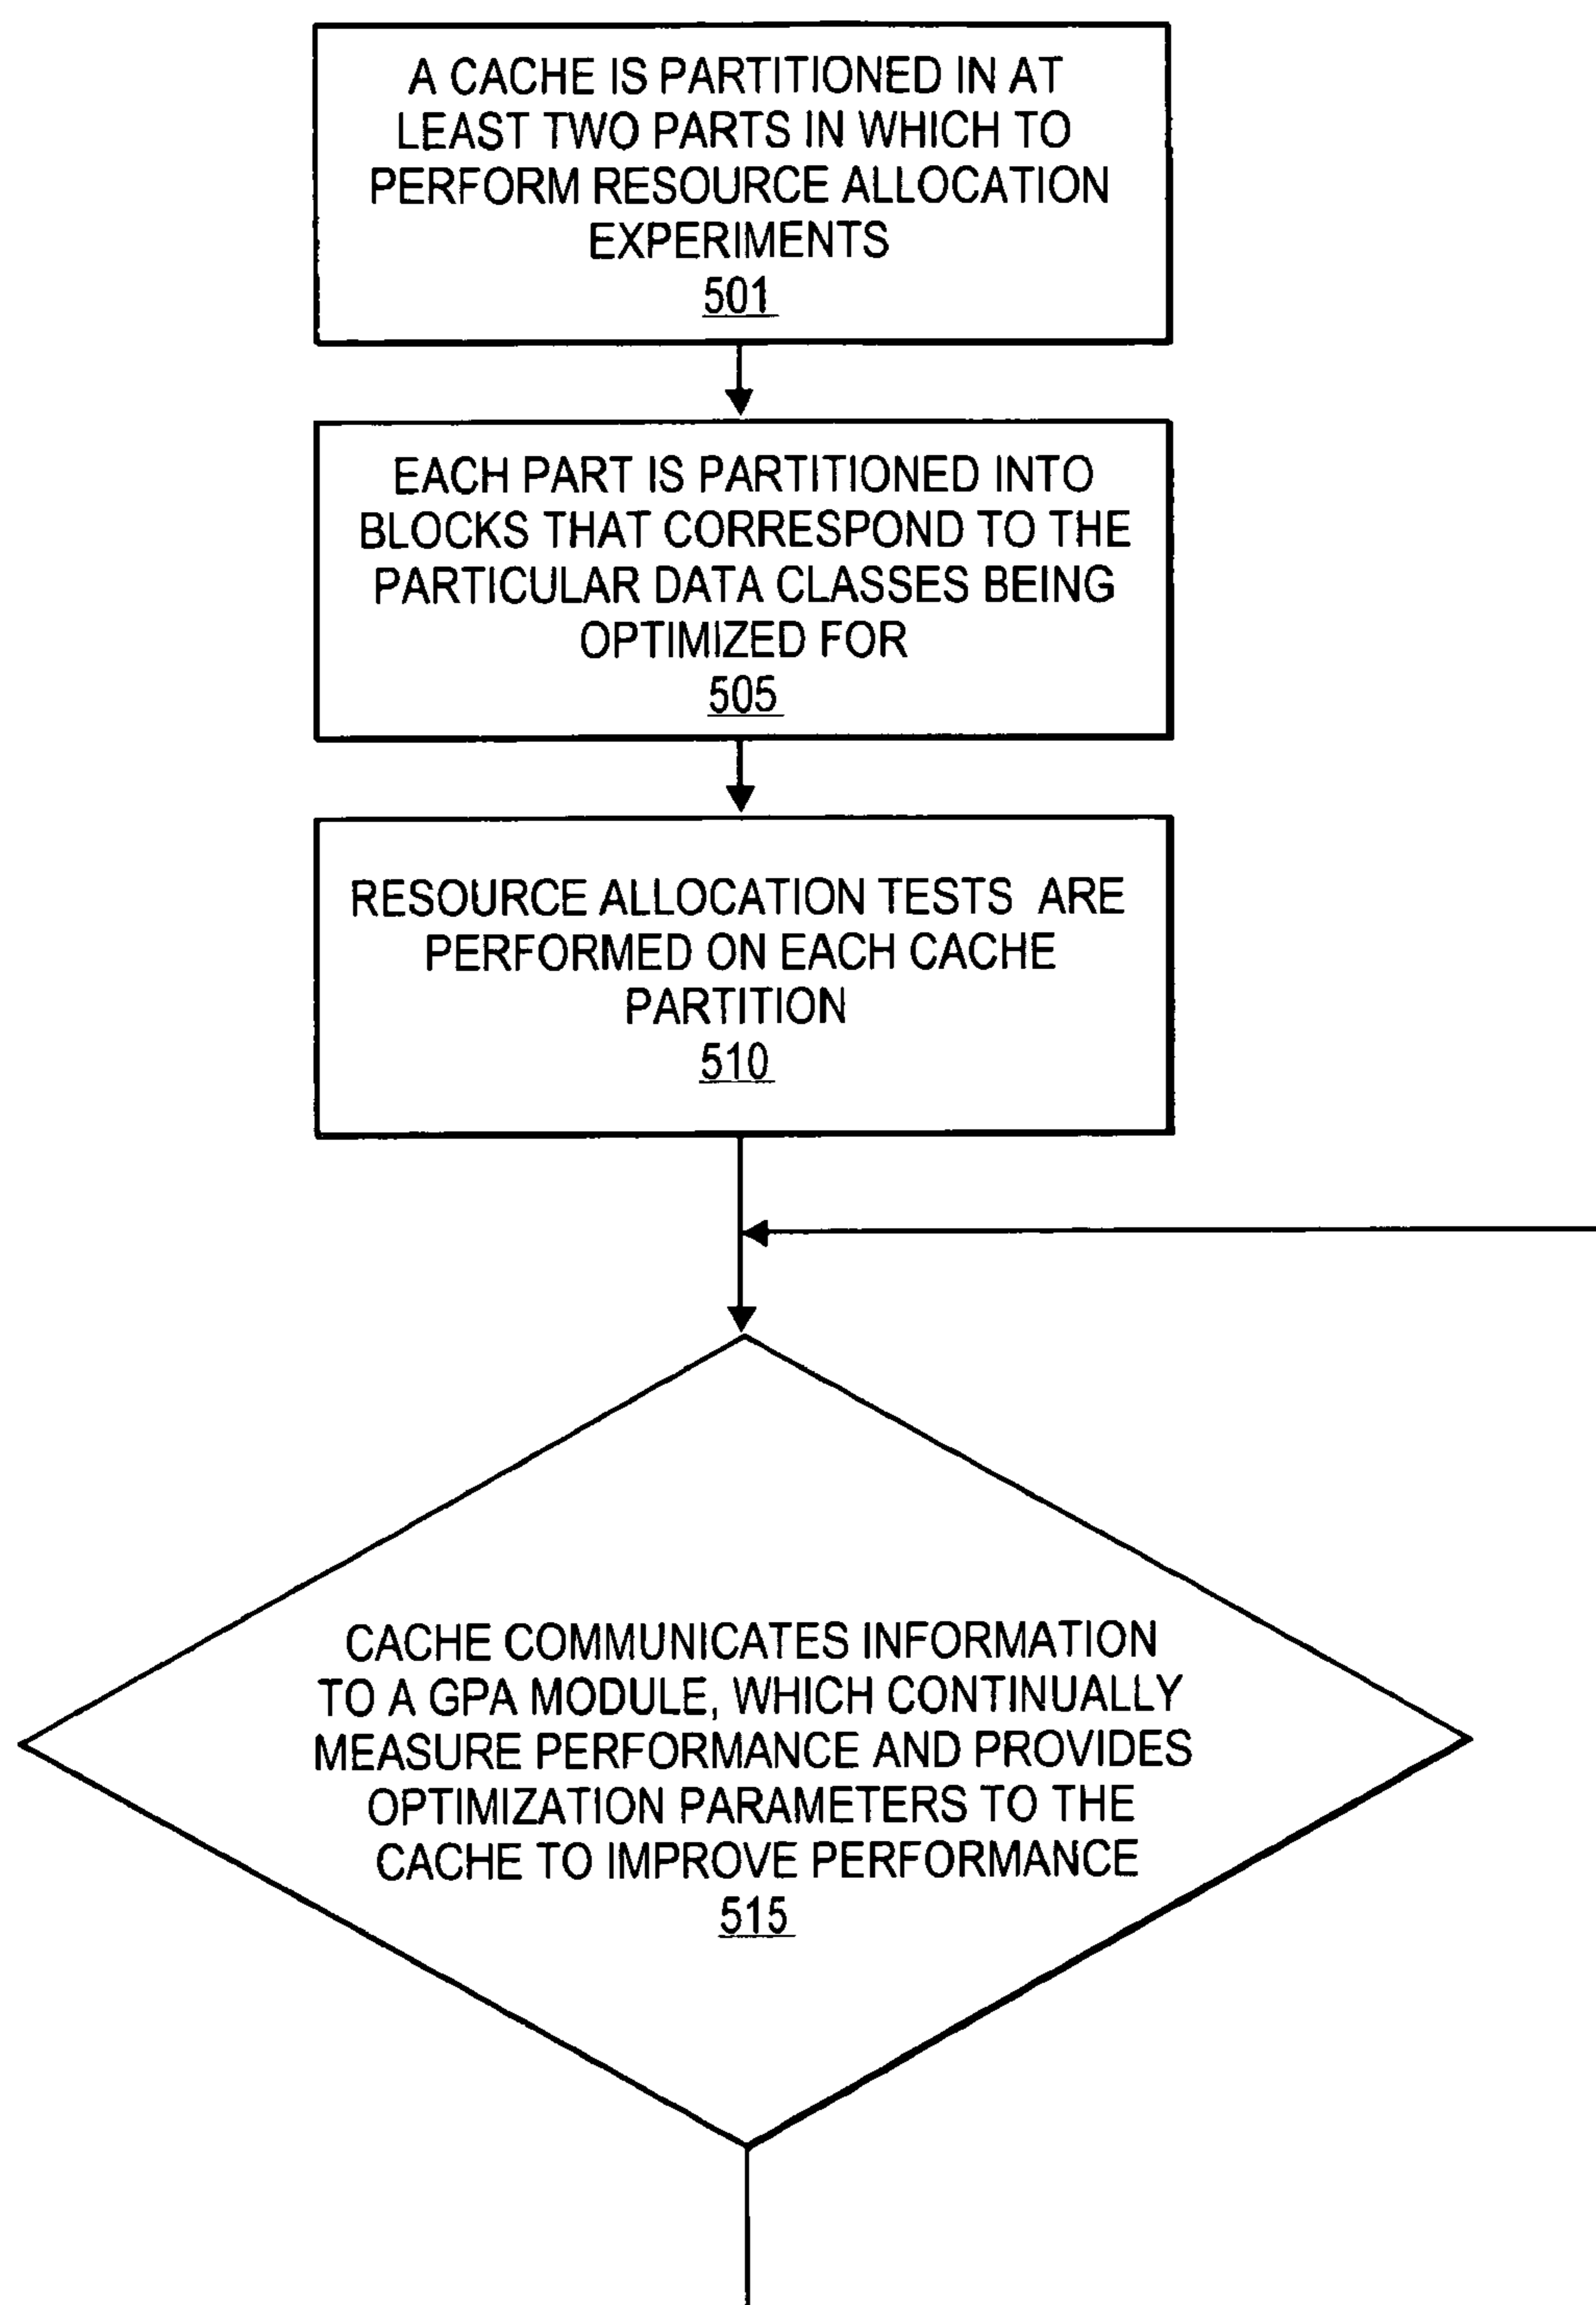 A CACHE IS PARTITIONED IN AT
LEAST TWO PARTS IN WHICH TO
PERFORM RESOURCE ALLOCATION
EXPERIMENTS
501
EACH PART IS PARTITIONED INTO
BLOCKS THAT CORRESPOND TO THE
PARTICULAR DATA CLASSES BEING
OPTIMIZED FOR
505
RESOURCE ALLOCATION TESTS ARE
PERFORMED ON EACH CACHE
PARTITION
510
CACHE COMMUNICATES INFORMATION
TO A GPA MODULE, WHICH CONTINUALLY
MEASURE PERFORMANCE AND PROVIDES
OPTIMIZATION PARAMETERS TO THE
CACHE TO IMPROVE PERFORMANCE
515